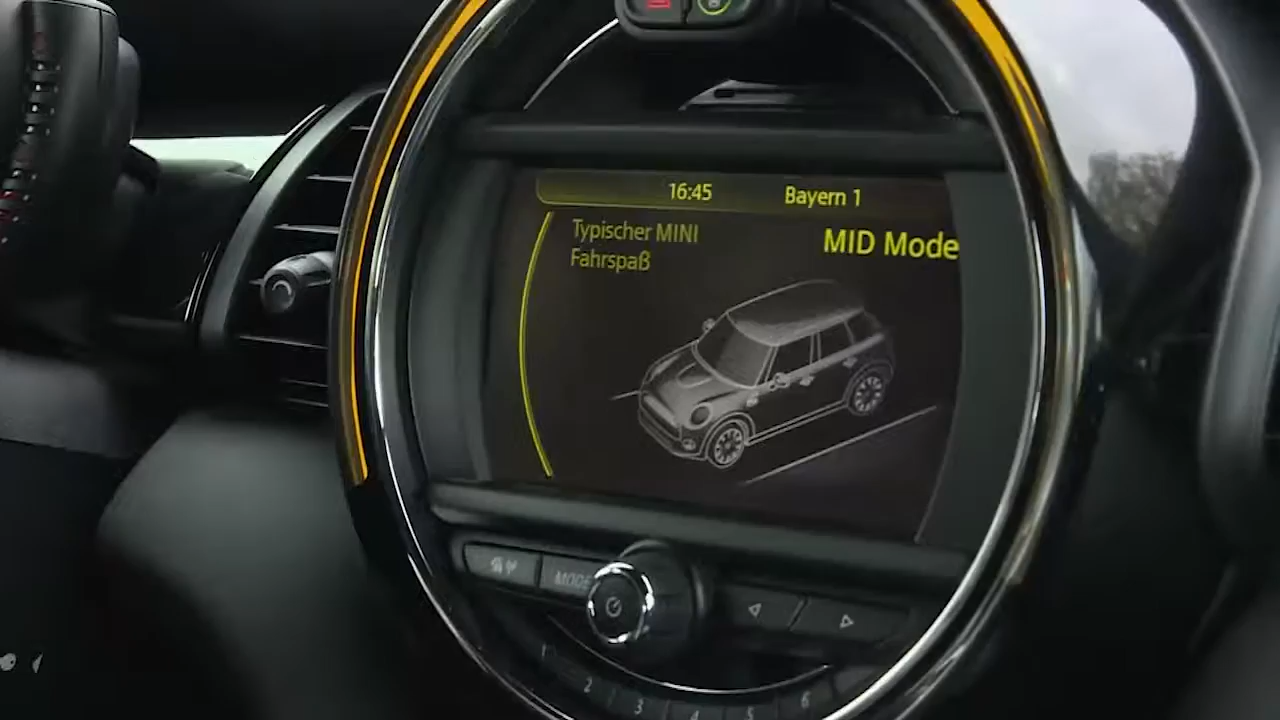 16:45 Bayern 1
Typischer MINI
Fahrspaß
MID Mode
MODE
1
2
3
4
5
6